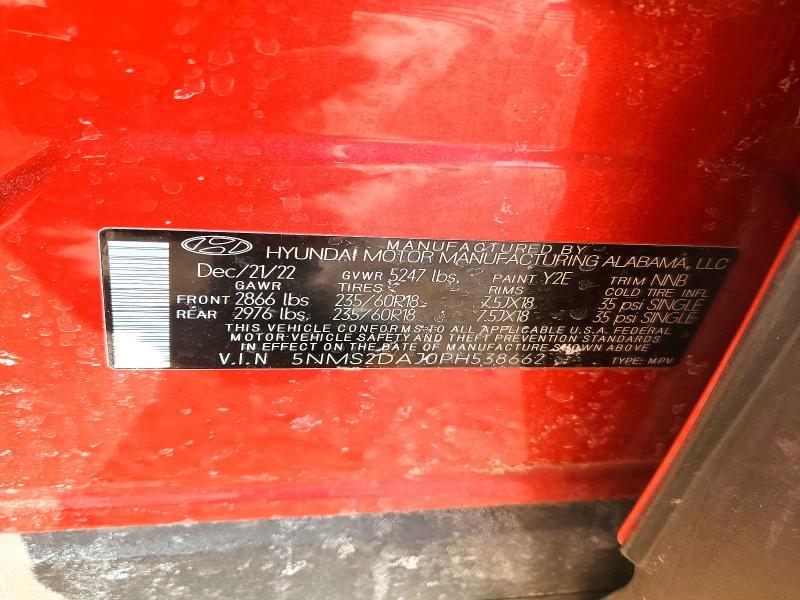 MANUFACTURED BY
HYUNDAI MOTOR MANUFACTURING ALABAMA, LLC
Dec/21/22 GVWR 5247 lbs. PAINT Y2E TRIM NNB
GAWR TIRES RIMS COLD TIRE INFL
FRONT 2866 lbs 235/60R18 7.5JX18 35 psi SINGLE
REAR 2976 lbs 235/60R18 7.5JX18 35 psi SINGLE
THIS VEHICLE CONFORMS TO ALL APPLICABLE U.S.A. FEDERAL
MOTOR-VEHICLE SAFETY AND THEFT PREVENTION STANDARDS
IN EFFECT ON THE DATE OF MANUFACTURE SHOWN ABOVE
V.I.N 5NMS2DAJ0PH538662 TYPE: MPV